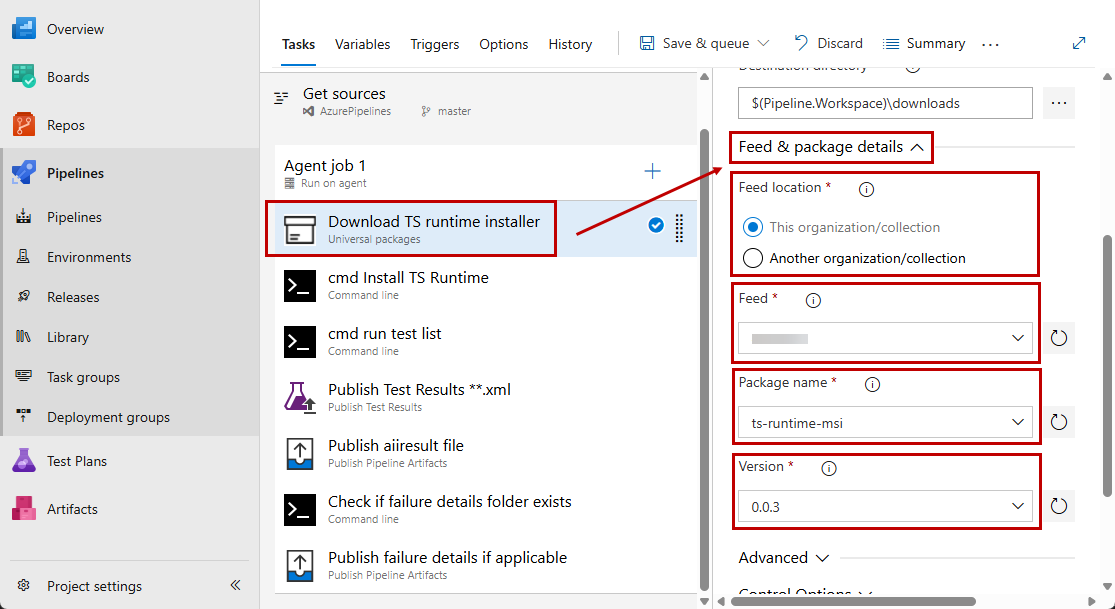 Overview
Boards
Repos
Pipelines
Pipelines
Environments
Releases
Library
Task groups
Deployment groups
Test Plans
Artifacts
Project settings
Tasks Variables Triggers Options History Save & queue Discard Summary ...
Get sources
AzurePipelines master
Agent job 1
Run on agent
Download TS runtime installer
Universal packages
cmd Install TS Runtime
Command line
cmd run test list
Command line
Publish Test Results **.xml
Publish Test Results
Publish aiiresult file
Publish Pipeline Artifacts
Check if failure details folder exists
Command line
Publish failure details if applicable
Publish Pipeline Artifacts
Destination directory
$(Pipeline.Workspace)\downloads ...
Feed & package details
Feed location *
This organization/collection
Another organization/collection
Feed *
Package name *
ts-runtime-msi
Version *
0.0.3
Advanced
Control Options